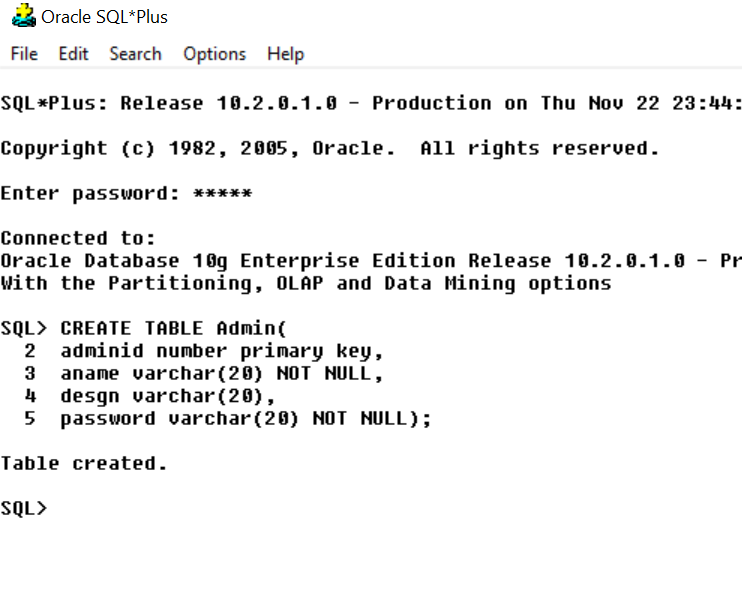 Oracle SQL*Plus
File Edit Search Options Help
SQL*Plus: Release 10.2.0.1.0 - Production on Thu Nov 22 23:44:
Copyright (c) 1982, 2005, Oracle.  All rights reserved.
Enter password: *****
Connected to:
Oracle Database 10g Enterprise Edition Release 10.2.0.1.0 - Pr
With the Partitioning, OLAP and Data Mining options
SQL> CREATE TABLE Admin(
  2  adminid number primary key,
  3  aname varchar(20) NOT NULL,
  4  desgn varchar(20),
  5  password varchar(20) NOT NULL);
Table created.
SQL>